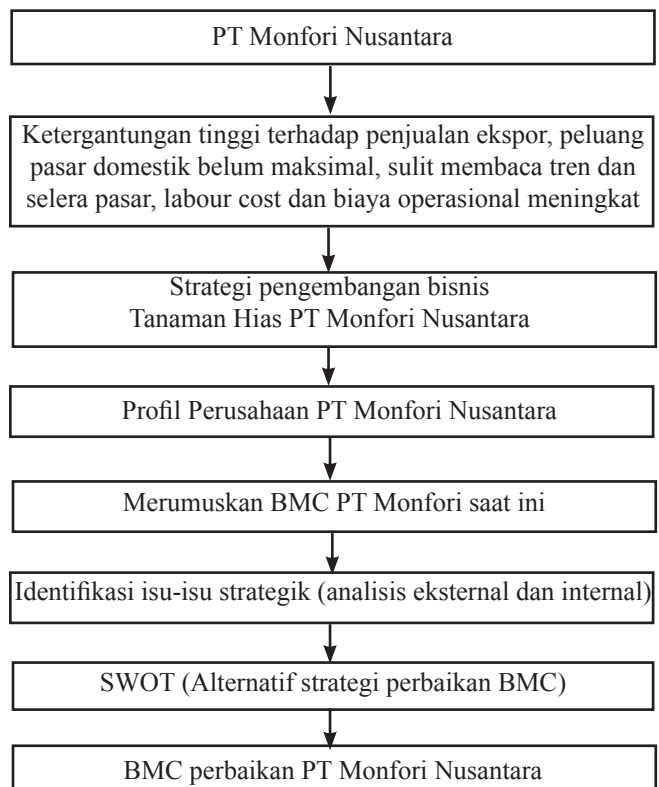 PT Monfori Nusantara
Ketergantungan tinggi terhadap penjualan ekspor, peluang
pasar domestik belum maksimal, sulit membaca tren dan
selera pasar, labour cost dan biaya operasional meningkat
Strategi pengembangan bisnis
Tanaman Hias PT Monfori Nusantara
Profil Perusahaan PT Monfori Nusantara
Merumuskan BMC PT Monfori saat ini
Identifikasi isu-isu strategik (analisis eksternal dan internal)
SWOT (Alternatif strategi perbaikan BMC)
BMC perbaikan PT Monfori Nusantara